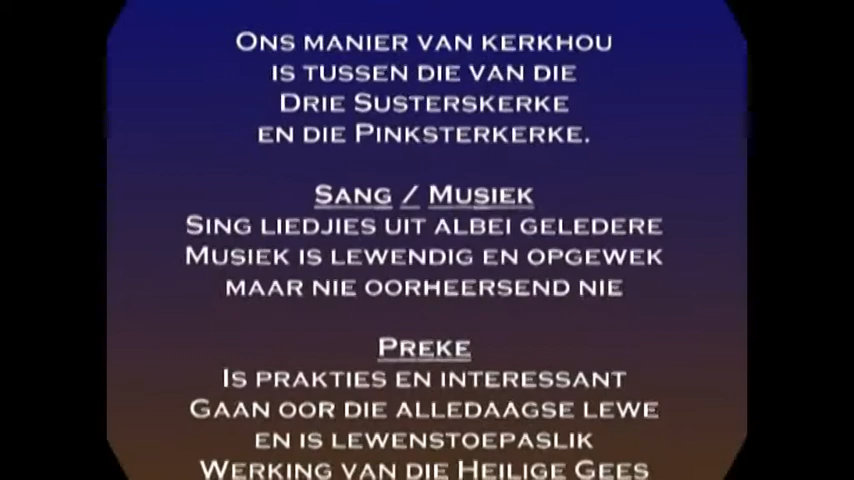 Ons manier van kerkhou
is tussen die van die
Drie Susterskerke
en die Pinksterkerke.
Sang / Musiek
Sing liedjies uit albei geledere
Musiek is lewendig en opgewek
maar nie oorheersend nie
Preke
Is prakties en interessant
Gaan oor die alledaagse lewe
en is lewenstoepaslik
Werking van die Heilige Gees